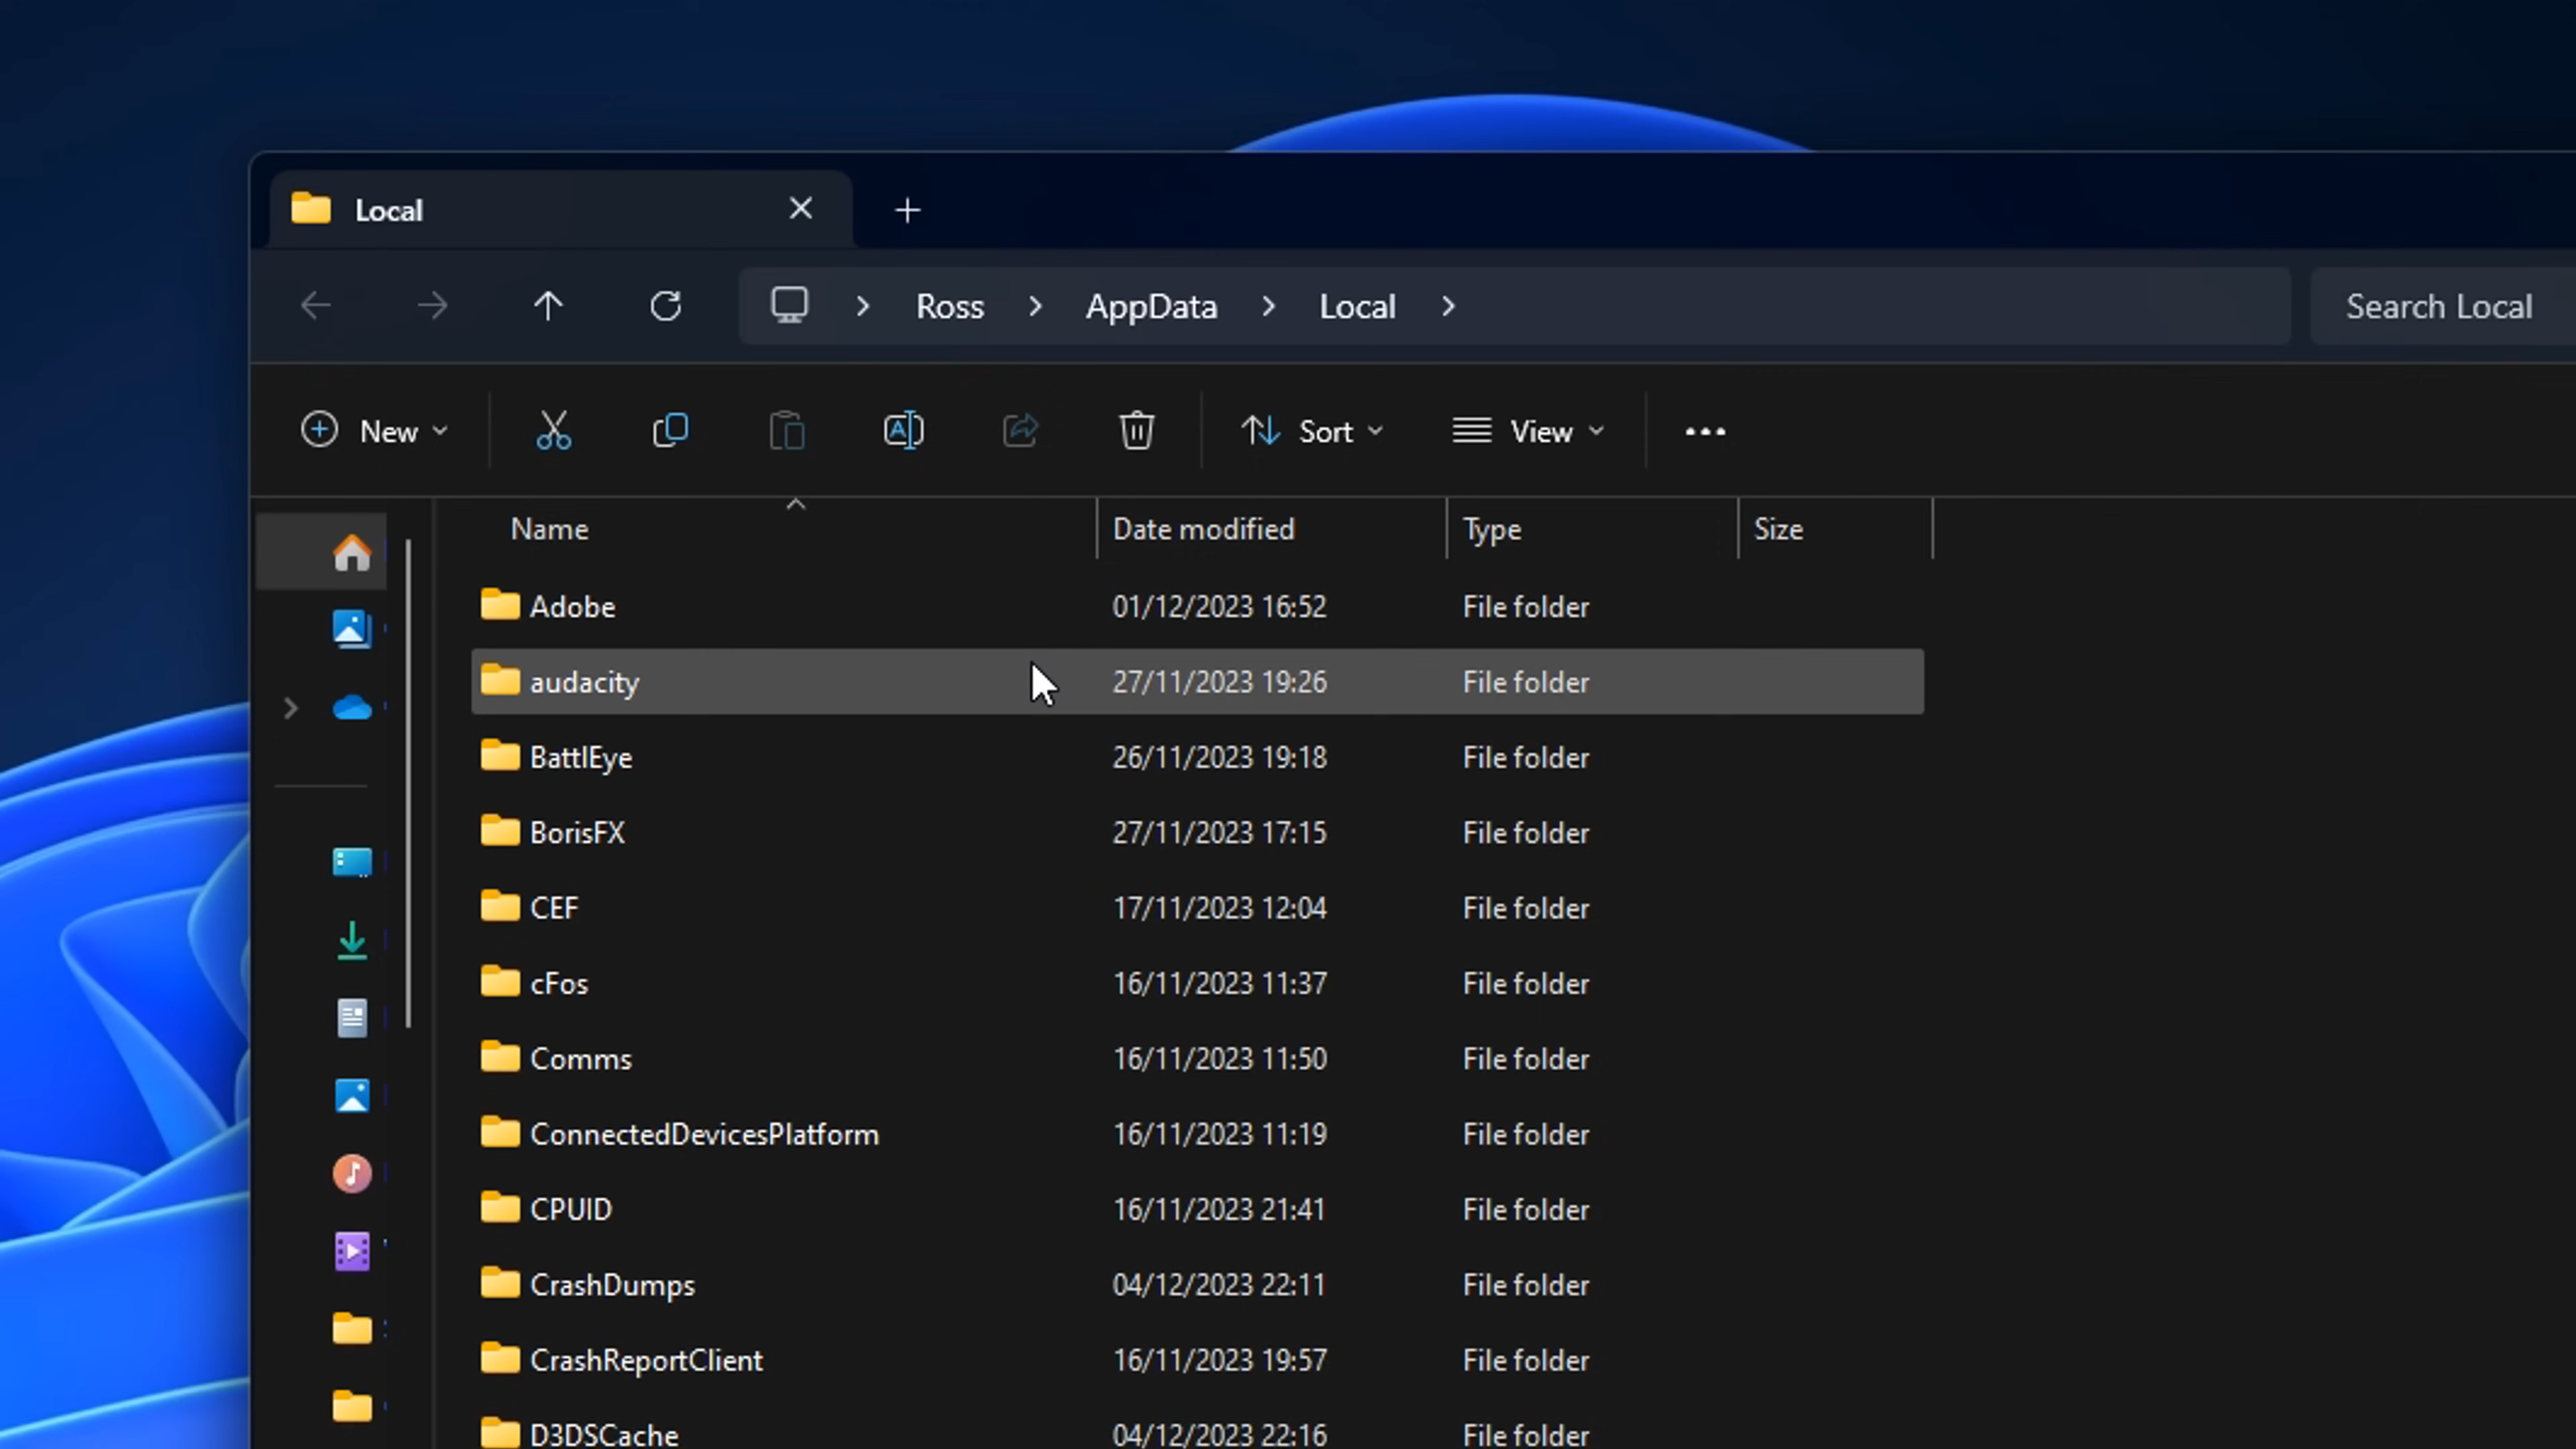 Local
Ross AppData Local
Search Local
New
Sort
View
Name Date modified Type Size
Adobe 01/12/2023 16:52 File folder
audacity 27/11/2023 19:26 File folder
BattlEye 26/11/2023 19:18 File folder
BorisFX 27/11/2023 17:15 File folder
CEF 17/11/2023 12:04 File folder
cFos 16/11/2023 11:37 File folder
Comms 16/11/2023 11:50 File folder
ConnectedDevicesPlatform 16/11/2023 11:19 File folder
CPUID 16/11/2023 21:41 File folder
CrashDumps 04/12/2023 22:11 File folder
CrashReportClient 16/11/2023 19:57 File folder
D3DSCache 04/12/2023 22:16 File folder